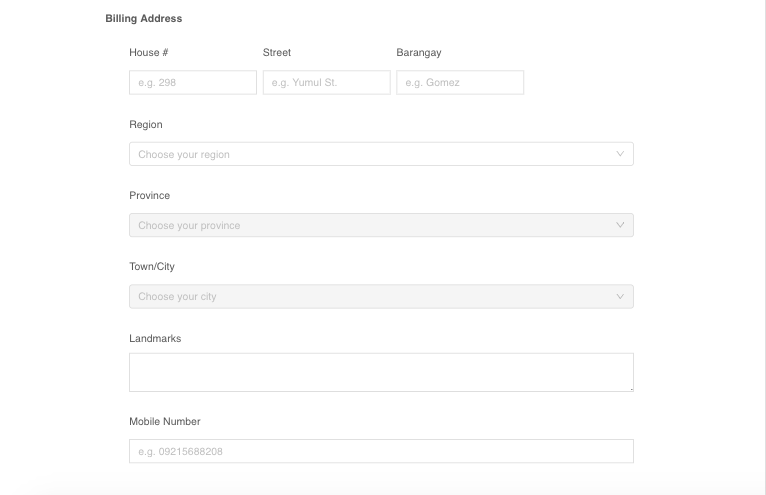 Billing Address
House # Street Barangay
e.g. 298 e.g. Yumul St. e.g. Gomez
Region
Choose your region
Province
Choose your province
Town/City
Choose your city
Landmarks
Mobile Number
e.g. 09215688208